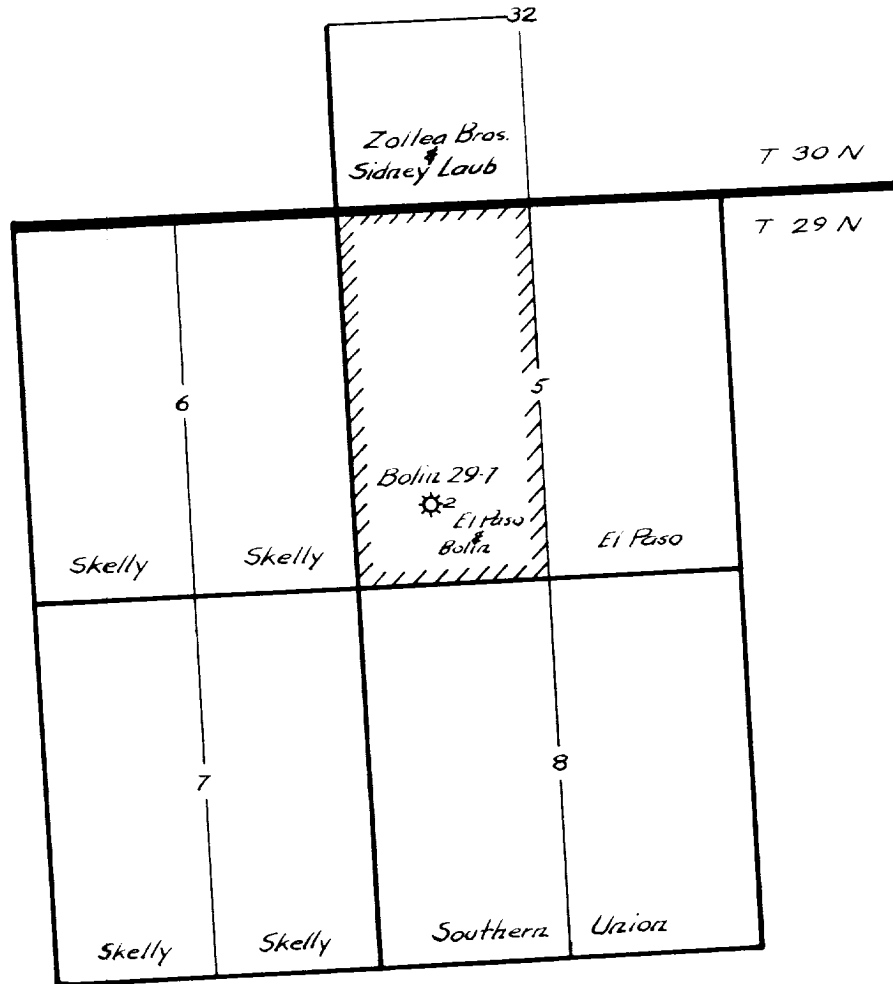 32
Zollea Bros.
&
Sidney Laub
T 30 N
T 29 N
6
5
Bolin 29-1
2
El Paso
&
Bolin
Skelly
Skelly
El Paso
7
8
Skelly
Skelly
Southern
Union